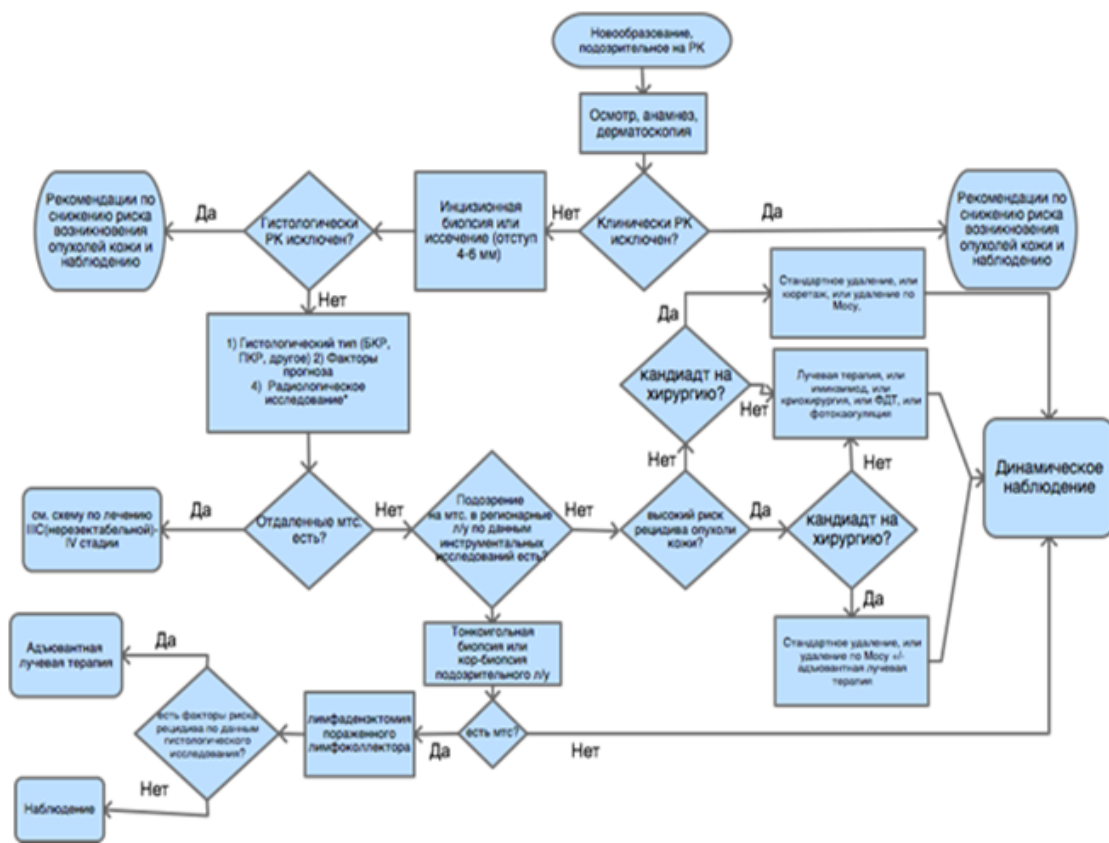 Новообразование,
подозрительное на РК
Осмотр, анамнез,
дерматоскопия
Рекомендации по
снижению риска
возникновения
опухолей кожи и
наблюдению
Да
Гистологически
РК исключен?
Инцизионная
биопсия или
иссечение (отступ
4-6 мм)
Нет
Клинически РК
исключен?
Да
Рекомендации по
снижению риска
возникновения
опухолей кожи и
наблюдению
Нет
1) Гистологический тип (БКР,
ПКР, другое) 2) Факторы
прогноза
4) Радиологическое
исследование*
Да
Стандартное удаление, или
кюретаж, или удаление по
Мосу,
кандиадт на
хирургию?
Нет
Лучевая терапия, или
имихимод, или
криохирургия, или ФДТ, или
фотокаогуляция
Нет
Нет
Динамическое
наблюдение
см. схему по лечению
IIIC(нерезектабельной)-
IV стадии
Да
Отдаленные мтс.
есть?
Нет
Подозрение
на мтс. в регионарные
л/у по данным
инструментальных
исследований есть?
Нет
высокий риск
рецидива опухоли
кожи?
Да
кандиадт на
хирургию?
Да
Стандартное удаление, или
удаление по Мосу +/-
адъювантная лучевая
терапия
Тонкоигольная
биопсия или
кор-биопсия
подозрительного л/у
Адъювантная
лучевая терапия
Да
есть факторы риска
рецидива по данным
гистологического
исследования?
лимфаденэктомия
пораженного
лимфоколлектора
Да
есть мтс?
Нет
Нет
Наблюдение